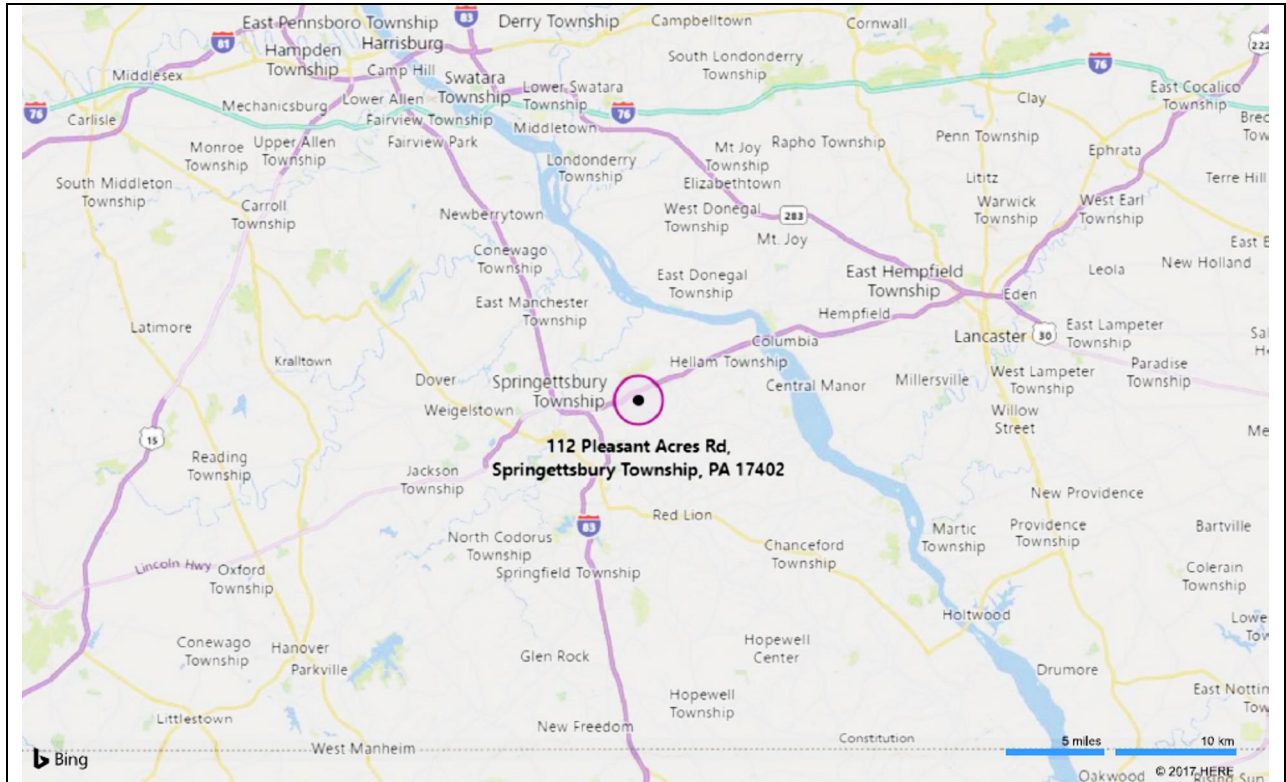 East Pennsboro Township
83
Derry Township
Campbelltown
Cornwall
81
Hampden
Township
Harrisburg
South Londonderry
Township
222
76
Middlesex
Camp Hill
Swatara
Township
Lower Swatara
Township
East Cocalico
Township
76
Carlisle
Mechanicsburg
Lower Allen
Fairview Township
76
Clay
Monroe
Township
Upper Allen
Township
Fairview Park
Middletown
Mt Joy
Township
Rapho Township
Penn Township
Ephrata
Londonderry
Township
Elizabethtown
Lititz
Terre Hill
South Middleton
Township
Carroll
Township
Newberrytown
West Donegal
Township
283
Mt. Joy
Warwick
Township
West Earl
Township
Conewago
Township
East Donegal
Township
East Hempfield
Township
Leola
New Holland
East Manchester
Township
Hempfield
Eden
Latimore
Columbia
Lancaster
30
East Lampeter
Township
Kralltown
Hellam Township
Paradise
Township
Dover
Springettsbury
Township
Central Manor
Millersville
West Lampeter
Township
Weigelstown
Willow
Street
15
112 Pleasant Acres Rd,
Springettsbury Township, PA 17402
Reading
Township
Jackson
Township
New Providence
83
Red Lion
North Codorus
Township
Chanceford
Township
Martic
Township
Providence
Township
Bartville
Lincoln Hwy
Oxford
Township
Springfield Township
Colerain
Township
Holtwood
Conewago
Township
Hanover
Parkville
Glen Rock
Hopewell
Center
Drumore
Hopewell
Township
Littlestown
New Freedom
West Manheim
Constitution
5 miles
10 km
Bing
Oakwood
© 2017 HERE